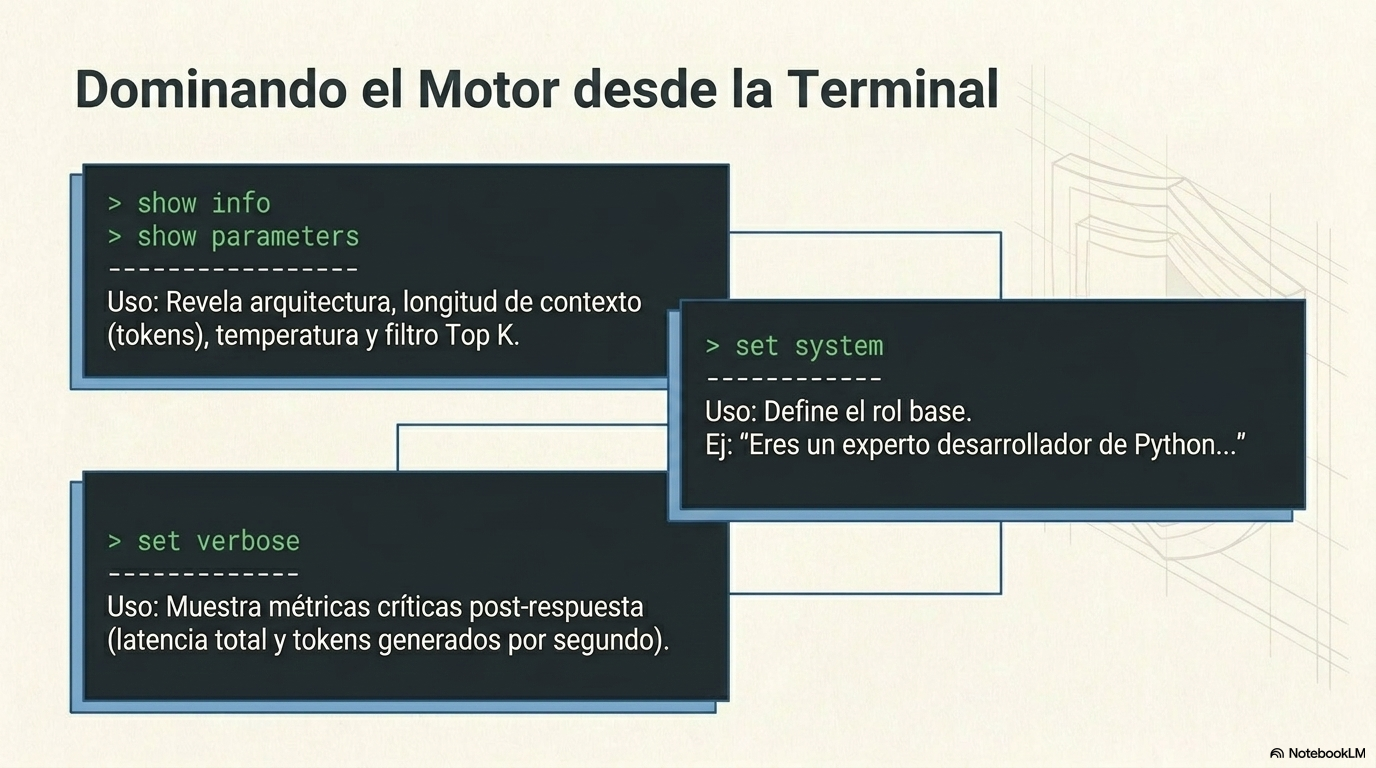 Dominando el Motor desde la Terminal
> show info
> show parameters
-----------------
Uso: Revela arquitectura, longitud de contexto
(tokens), temperatura y filtro Top K.
> set system
------------
Uso: Define el rol base.
Ej: “Eres un experto desarrollador de Python...”
> set verbose
-------------
Uso: Muestra métricas críticas post-respuesta
(latencia total y tokens generados por segundo).
NotebookLM